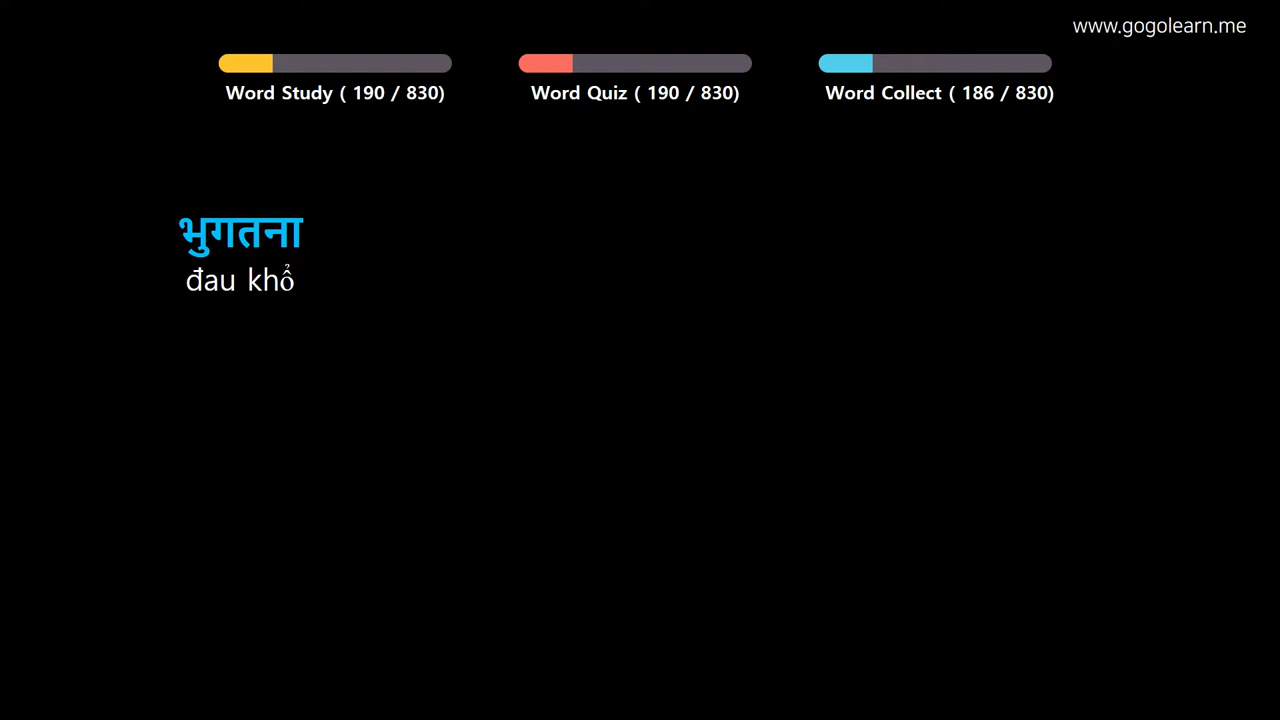 www.gogolearn.me
Word Study ( 190 / 830)
Word Quiz ( 190 / 830)
Word Collect ( 186 / 830)
भुगतना
đau khổ